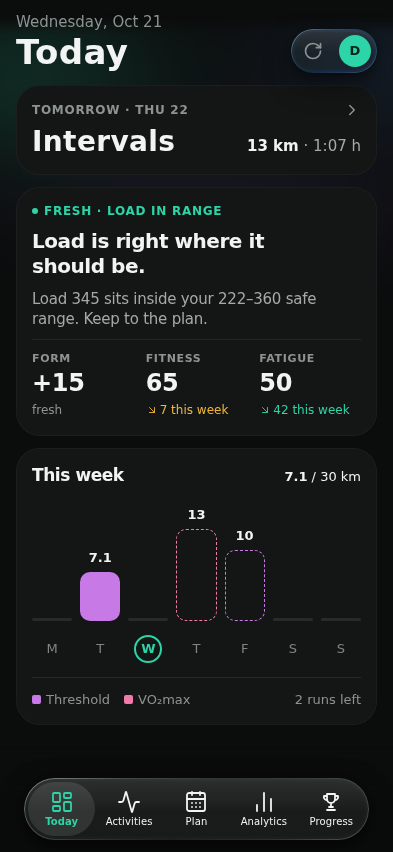 Wednesday, Oct 21
Today
D
TOMORROW · THU 22
Intervals
13 km · 1:07 h
FRESH · LOAD IN RANGE
Load is right where it
should be.
Load 345 sits inside your 222–360 safe
range. Keep to the plan.
FORM FITNESS FATIGUE
+15 65 50
fresh ↘ 7 this week ↘ 42 this week
This week 7.1 / 30 km
7.1 13 10
M T W T F S S
Threshold VO₂max 2 runs left
Today Activities Plan Analytics Progress